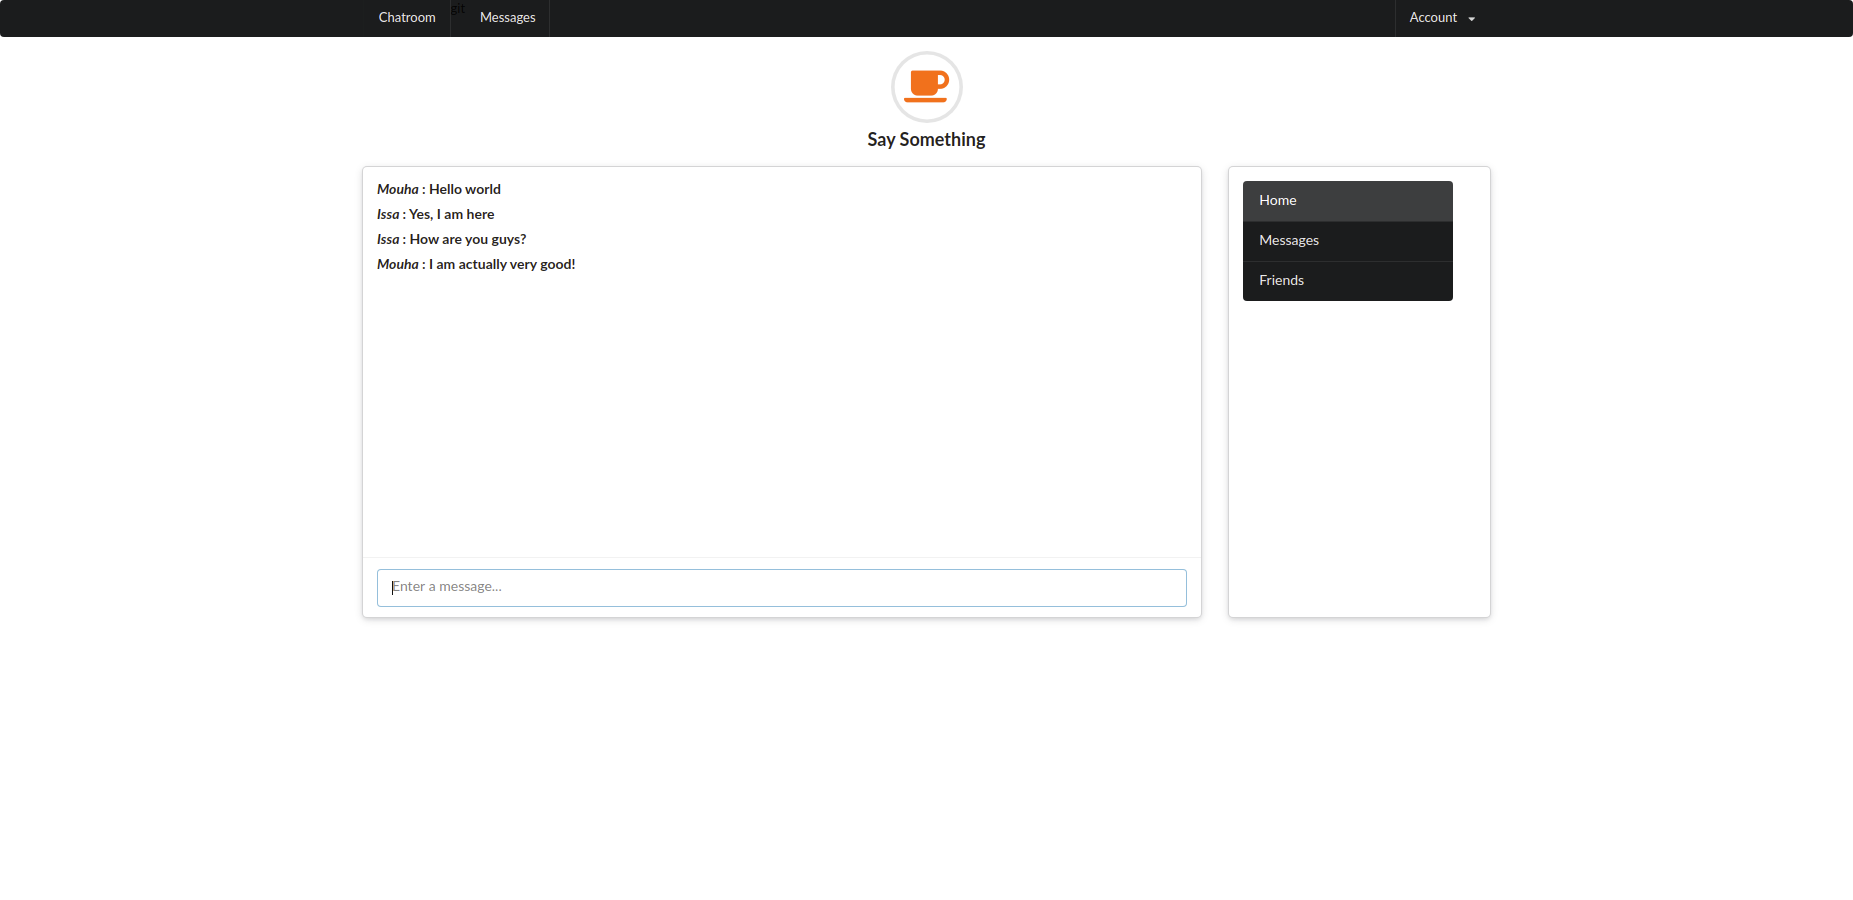 Chatroom git Messages Account
Say Something
Mouha : Hello world
Issa : Yes, I am here
Issa : How are you guys?
Mouha : I am actually very good!
Enter a message...
Home
Messages
Friends